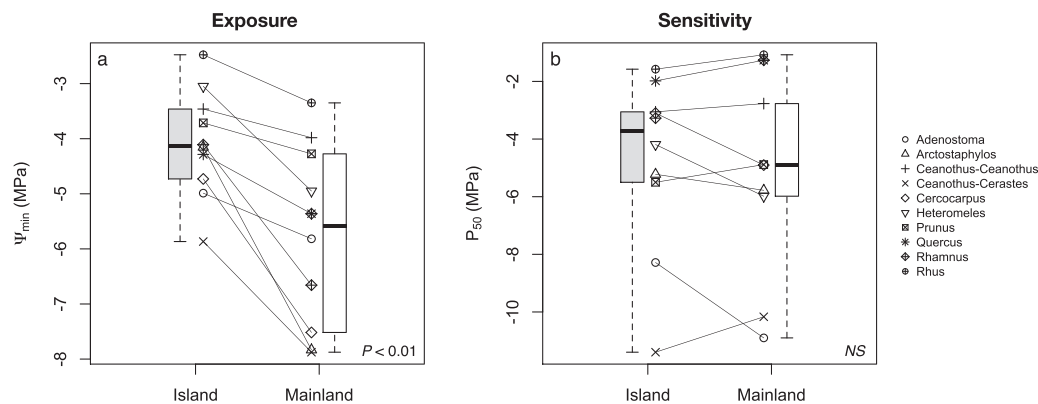 Exposure
Sensitivity
a
b
-3
-4
-5
-6
-7
-8
Ψmin (MPa)
P < 0.01
Island
Mainland
-2
-4
-6
-8
-10
P50 (MPa)
NS
Island
Mainland
Adenostoma
Arctostaphylos
Ceanothus-Ceanothus
Ceanothus-Cerastes
Cercocarpus
Heteromeles
Prunus
Quercus
Rhamnus
Rhus